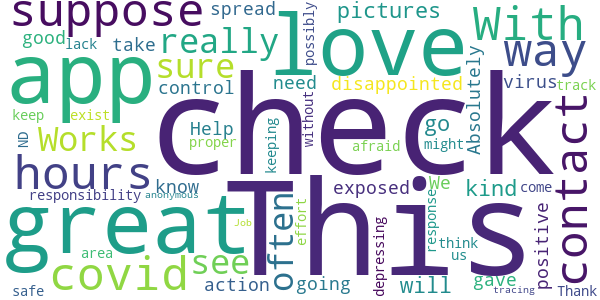 suppose
spread
love
possibly
pictures
With
good
lack
take
really
need
way
app
sure
control
check
disappointed
virus
Absolutely
track
keep
exist
Help
without
go
contact
ND
Works
proper
keeping
afraid
might
hours
know
This
exposed
We
kind
come
responsibility
anonymous
great
often
effort
depressing
response
think
us
positive
Job
area
covid
see
action
going
will
gave
safe
tracing
Thank